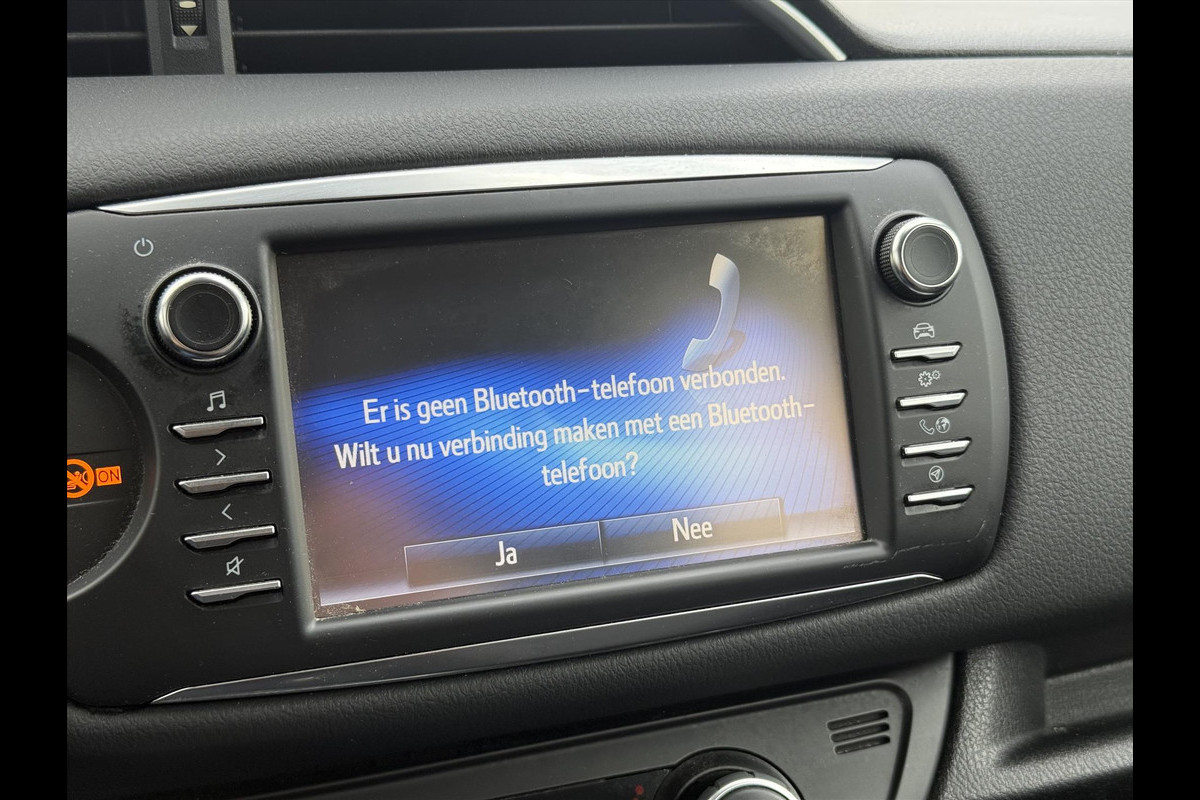 Er is geen Bluetooth-telefoon verbonden.
Wilt u nu verbinding maken met een Bluetooth-
telefoon?
Ja
Nee
ON